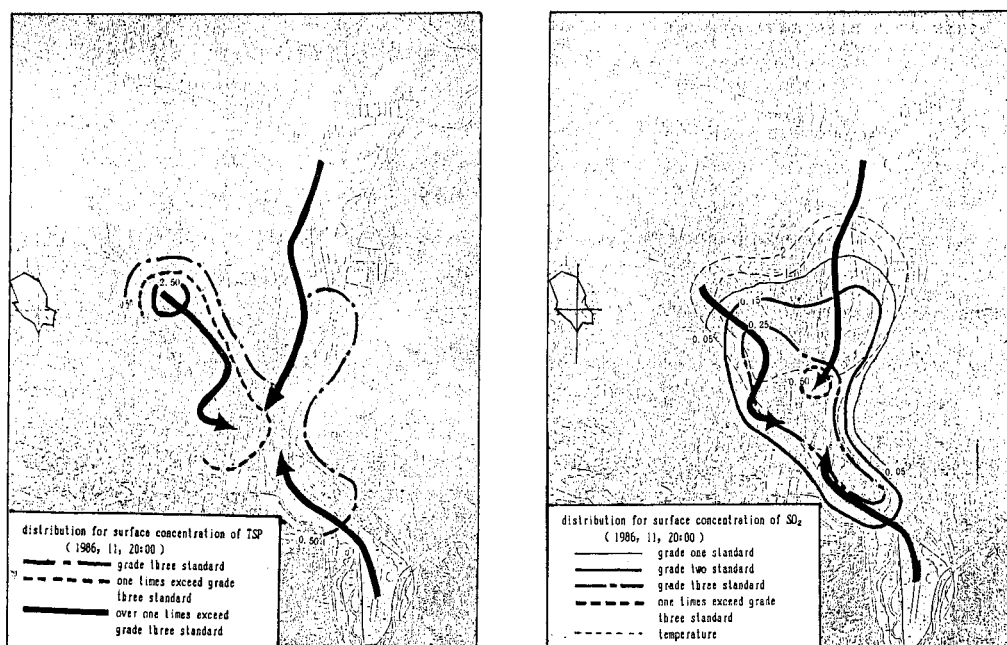 2.50
0.50
distribution for surface concentration of TSP
(1986, 11, 20:00)
grade three standard
one times exceed grade
three standard
over one times exceed
grade three standard
0.15
0.25
0.05
0.50
0.05
distribution for surface concentration of SO₂
(1986, 11, 20:00)
grade one standard
grade two standard
grade three standard
one times exceed grade
three standard
temperature